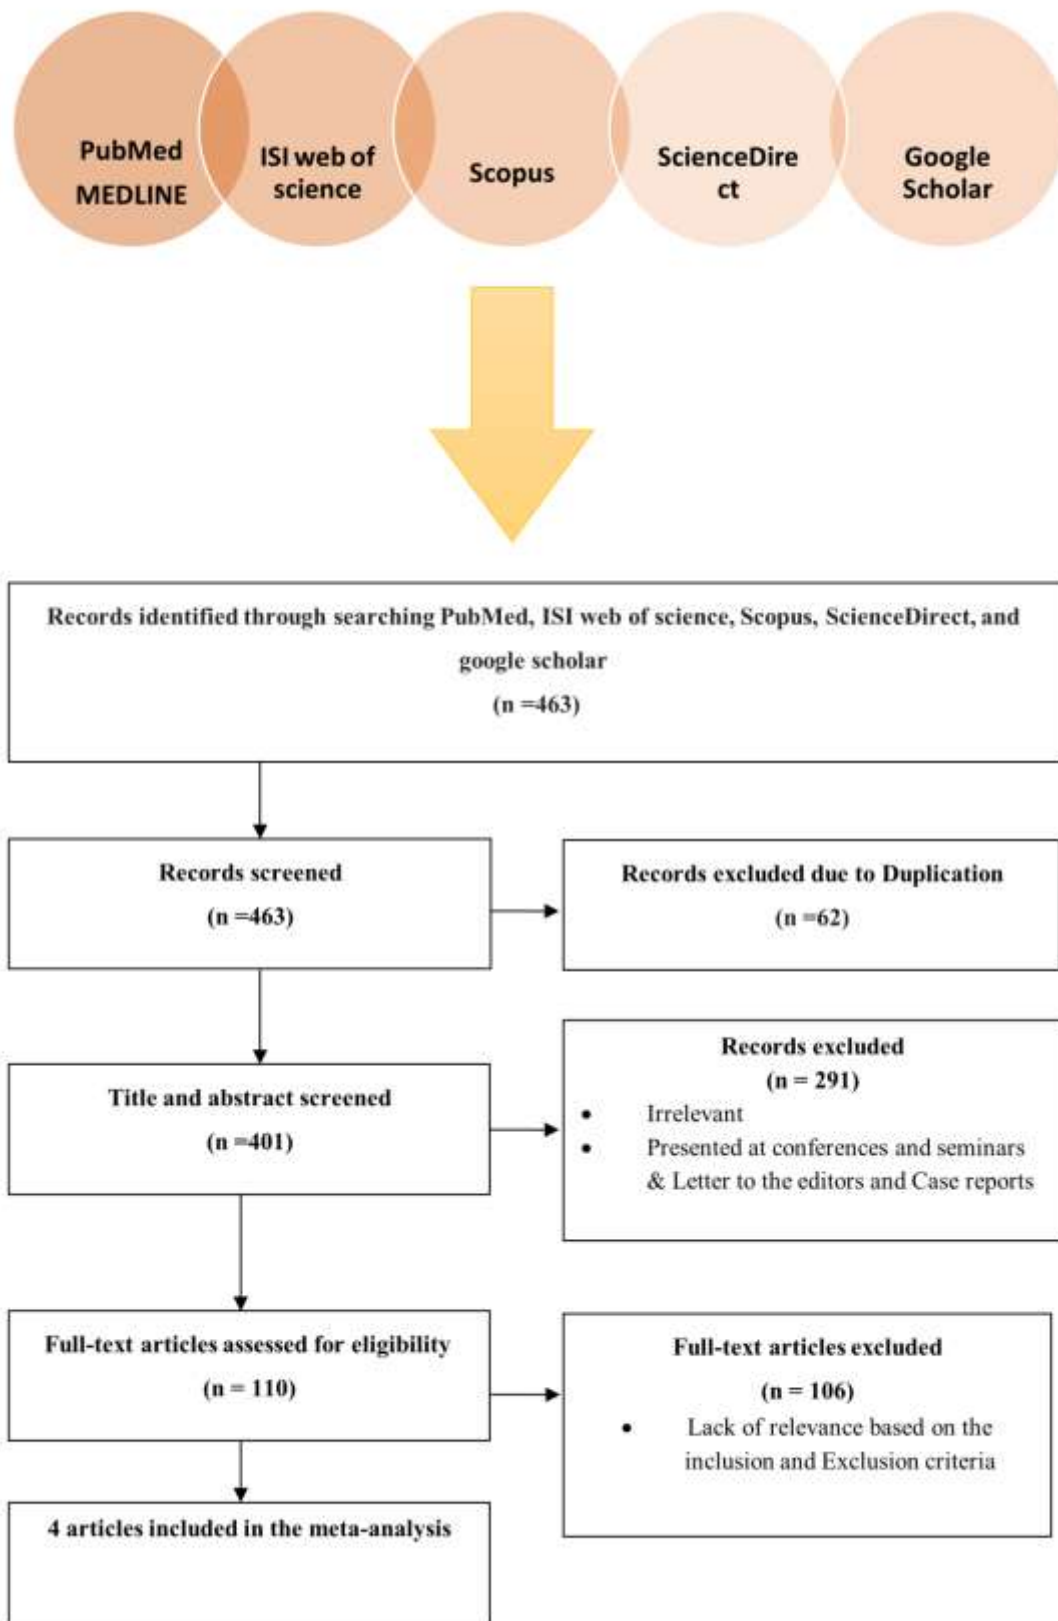 PubMed
MEDLINE
ISI web of
science
Scopus
ScienceDire
ct
Google
Scholar
Records identified through searching PubMed, ISI web of science, Scopus, ScienceDirect, and
google scholar
(n =463)
Records screened
(n =463)
Records excluded due to Duplication
(n =62)
Title and abstract screened
(n =401)
Records excluded
(n = 291)
• Irrelevant
• Presented at conferences and seminars
& Letter to the editors and Case reports
Full-text articles assessed for eligibility
(n = 110)
Full-text articles excluded
(n = 106)
• Lack of relevance based on the
inclusion and Exclusion criteria
4 articles included in the meta-analysis